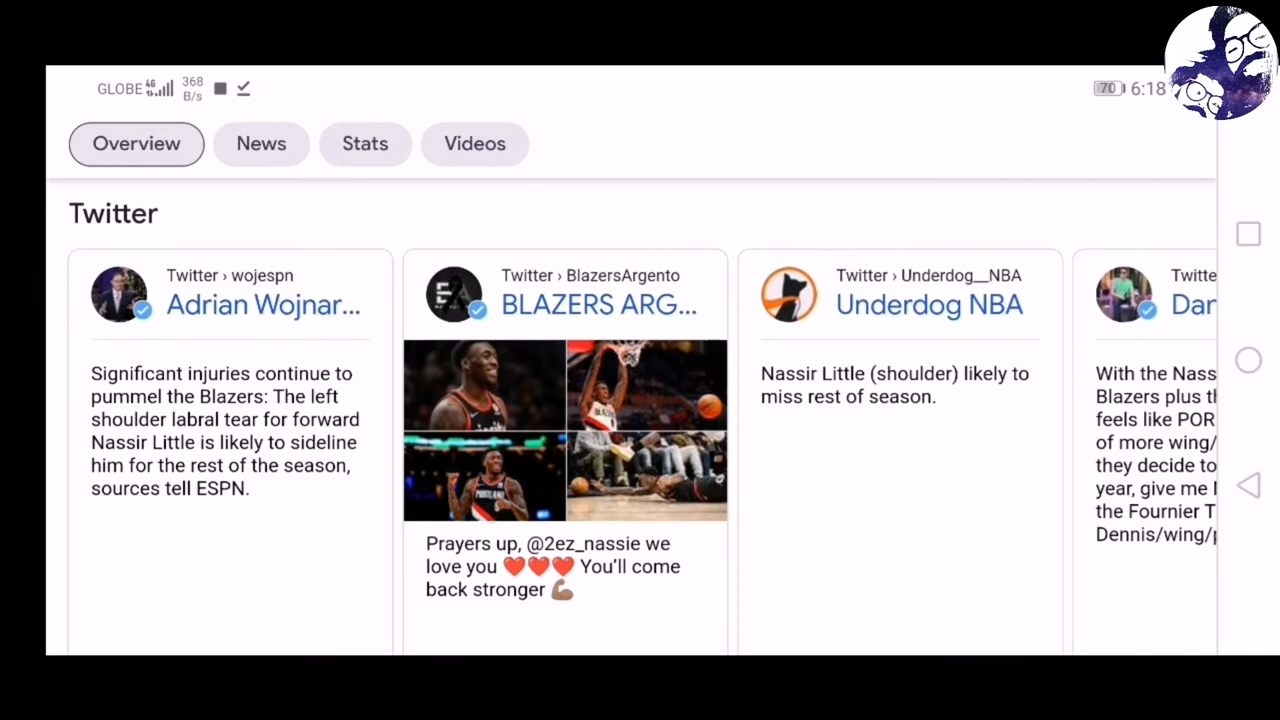 GLOBE 4G 368 B/s 70 6:18
Overview News Stats Videos
Twitter
Twitter › wojespn
Adrian Wojnar...
Significant injuries continue to
pummel the Blazers: The left
shoulder labral tear for forward
Nassir Little is likely to sideline
him for the rest of the season,
sources tell ESPN.
Twitter › BlazersArgento
BLAZERS ARG...
Prayers up, @2ez_nassie we
love you ❤️❤️❤️ You'll come
back stronger 💪🏽
Twitter › Underdog__NBA
Underdog NBA
Nassir Little (shoulder) likely to
miss rest of season.
Twitte
Dan
With the Nass
Blazers plus th
feels like POR
of more wing/
they decide to
year, give me
the Fournier T
Dennis/wing/p